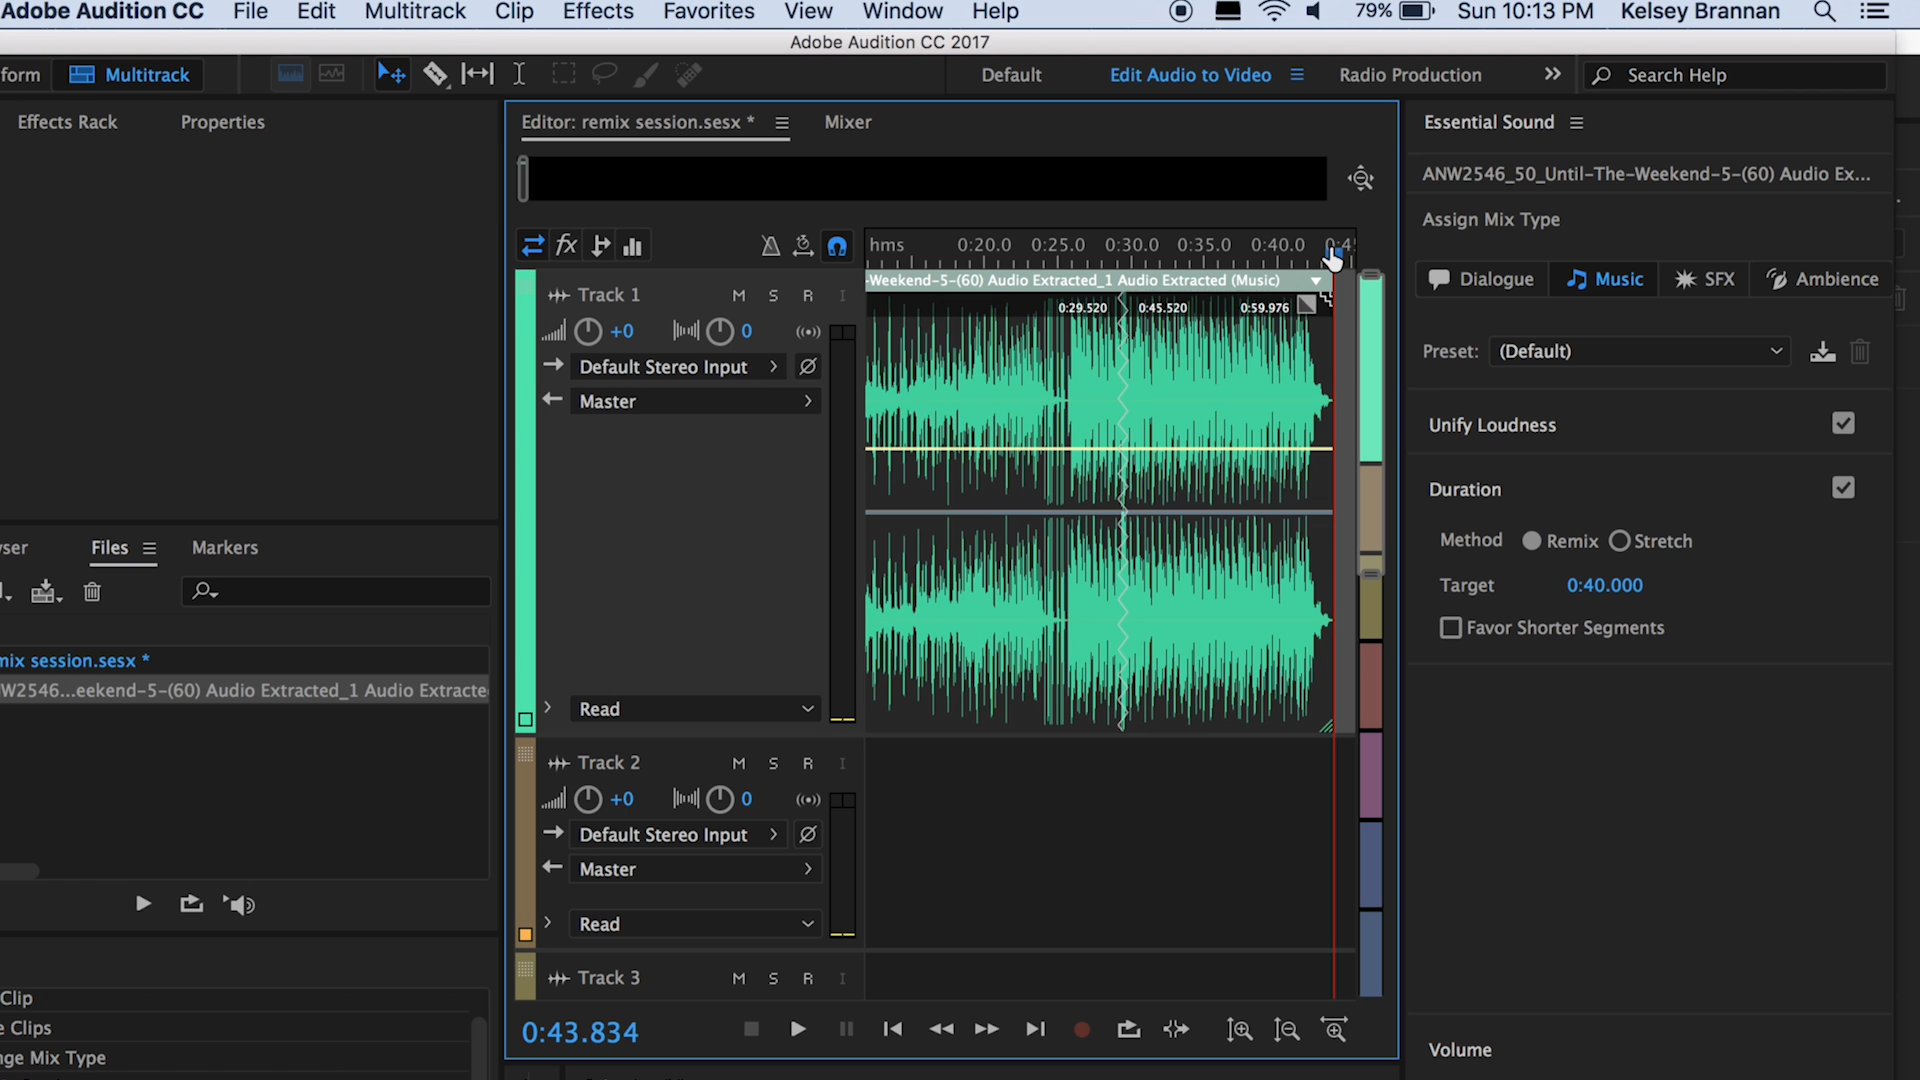 Adobe Audition CC File Edit Multitrack Clip Effects Favorites View Window Help 79% Sun 10:13 PM Kelsey Brannan
Adobe Audition CC 2017
form Multitrack Default Edit Audio to Video Radio Production Search Help
Effects Rack Properties
Editor: remix session.sesx * Mixer
Essential Sound
ANW2546_50_Until-The-Weekend-5-(60) Audio Ex...
Assign Mix Type
fx hms 0:20.0 0:25.0 0:30.0 0:35.0 0:40.0 0:45
-Weekend-5-(60) Audio Extracted_1 Audio Extracted (Music)
Dialogue Music SFX Ambience
Track 1 M S R I
0:29.520 0:45.520 0:59.976
+0 0
Preset: (Default)
Default Stereo Input
Master
Unify Loudness
Duration
Method Remix Stretch
Target 0:40.000
Favor Shorter Segments
Files Markers
ser
mix session.sesx *
W2546...eekend-5-(60) Audio Extracted_1 Audio Extracte
Read
Track 2 M S R I
+0 0
Default Stereo Input
Master
Read
Track 3 M S R I
Clip
e Clips
nge Mix Type
0:43.834
Volume